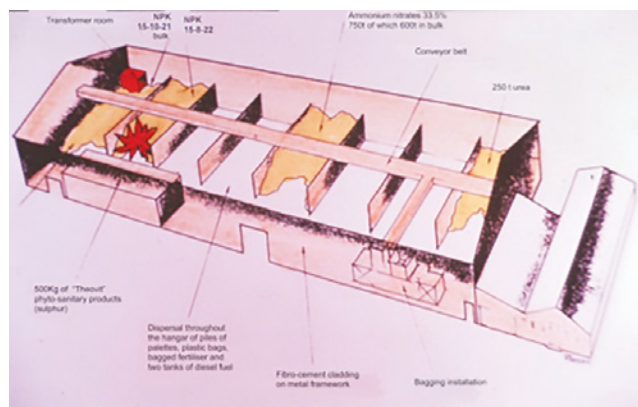 Transformer room
NPK
15-10-21
bulk
NPK
15-8-22
Ammonium nitrates 33.5%
750t of which 600t in bulk
Conveyor belt
250 t urea
500Kg of "Theovit"
phyto-sanitary products
(sulphur)
Dispersal throughout
the hangar of piles of
palettes, plastic bags,
bagged fertiliser and
two tanks of diesel fuel
Fibro-cement cladding
on metal framework
Bagging installation